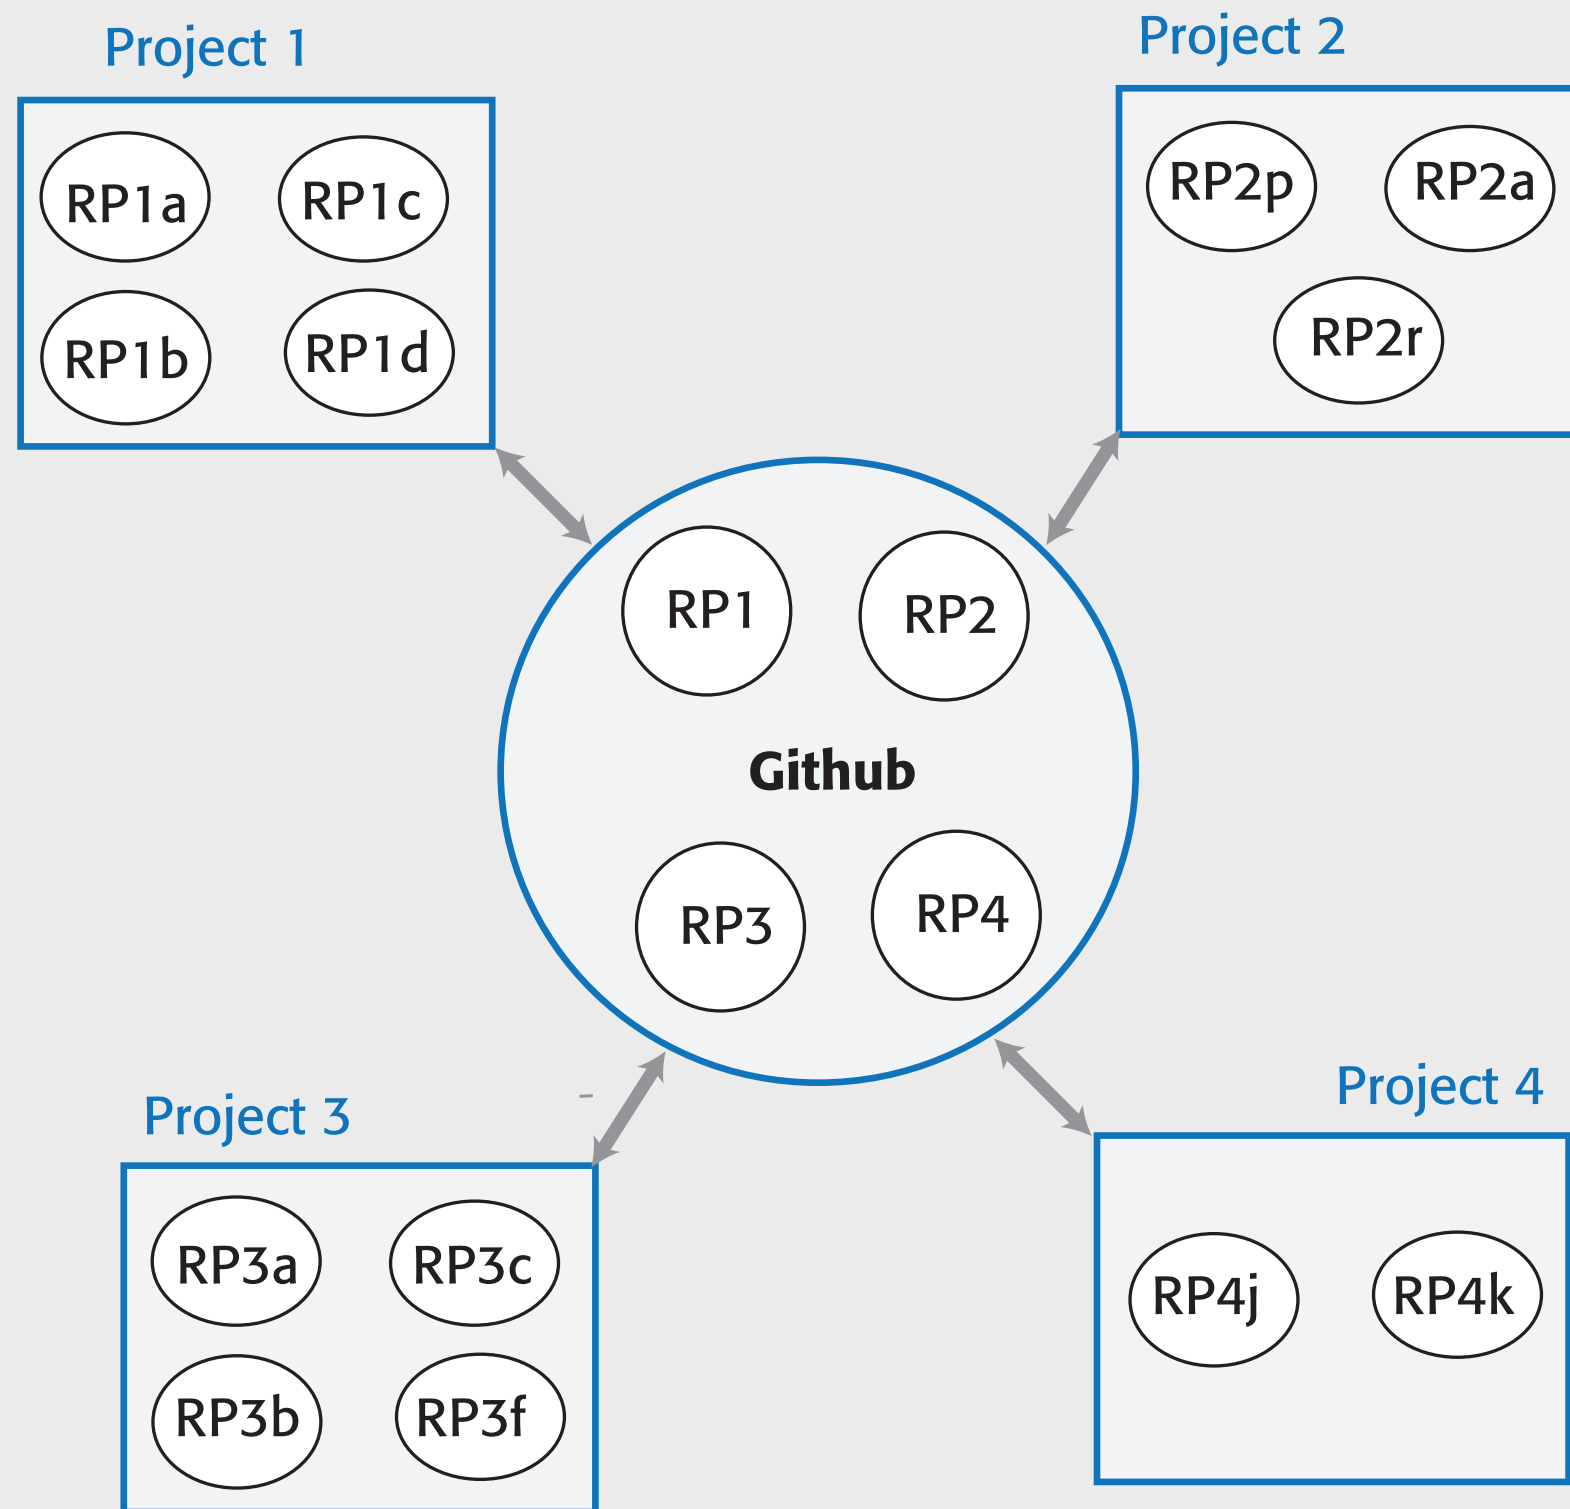 Project 1
RP1a
RP1c
RP1b
RP1d
Project 2
RP2p
RP2a
RP2r
RP1
RP2
Github
RP3
RP4
Project 3
RP3a
RP3c
RP3b
RP3f
Project 4
RP4j
RP4k